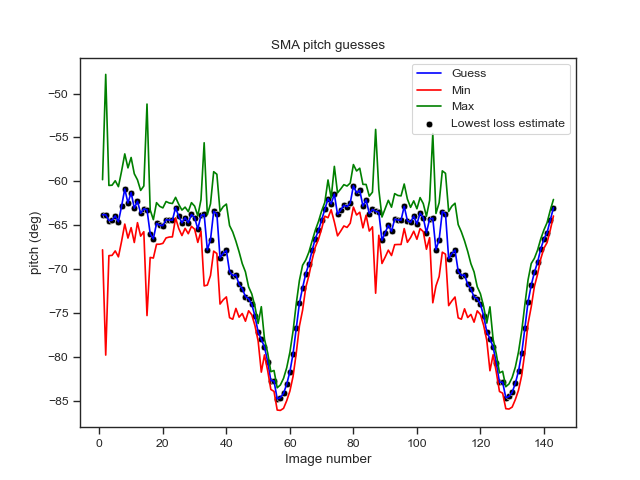 SMA pitch guesses
Guess
Min
Max
Lowest loss estimate
pitch (deg)
−50
−55
−60
−65
−70
−75
−80
−85
0 20 40 60 80 100 120 140
Image number